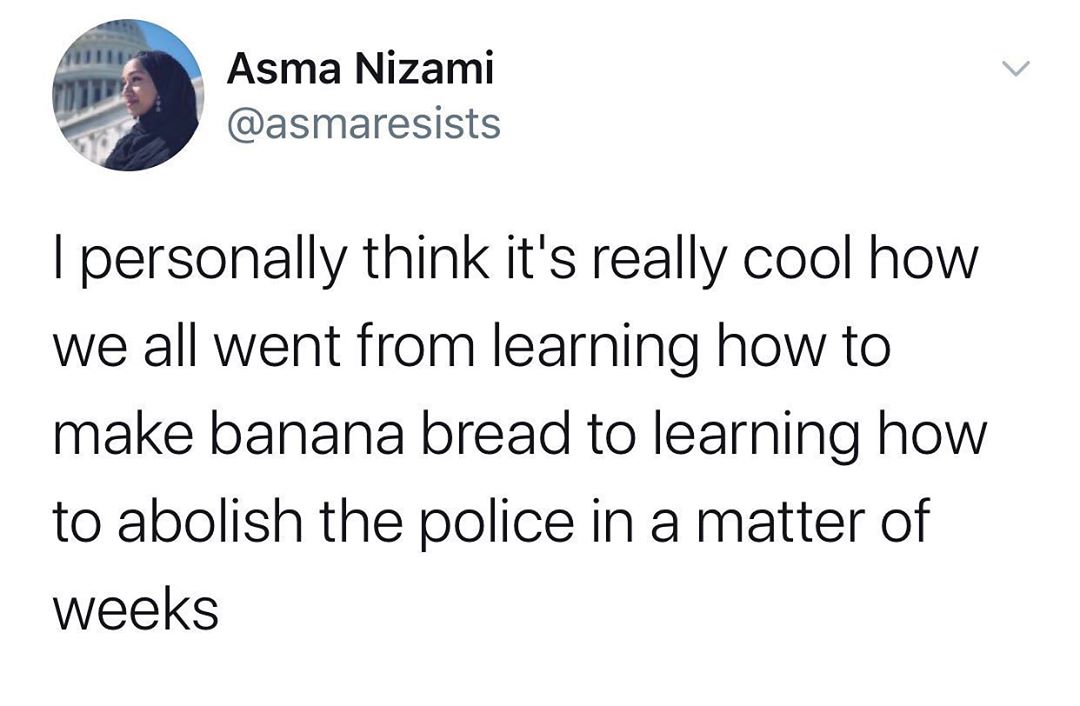 Asma Nizami
@asmaresists
I personally think it's really cool how
we all went from learning how to
make banana bread to learning how
to abolish the police in a matter of
weeks